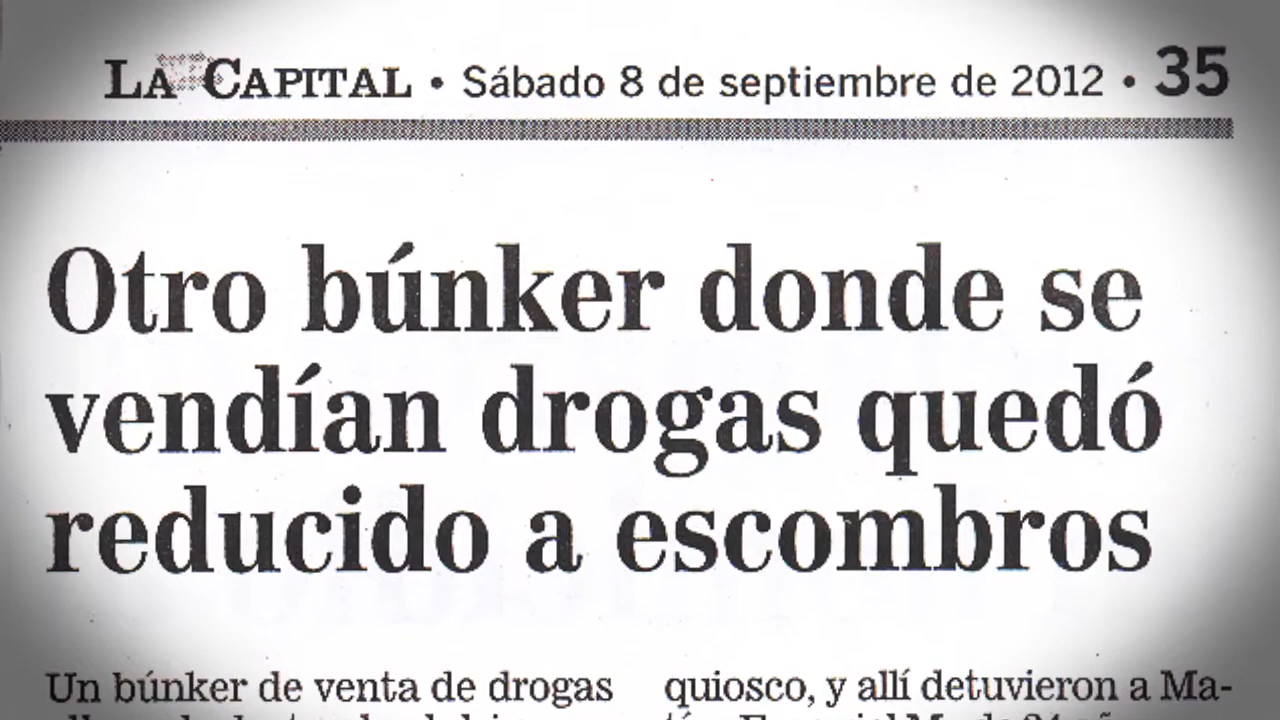 LA CAPITAL • Sábado 8 de septiembre de 2012 • 35
Otro búnker donde se
vendían drogas quedó
reducido a escombros
Un búnker de venta de drogas
quiosco, y allí detuvieron a Ma-